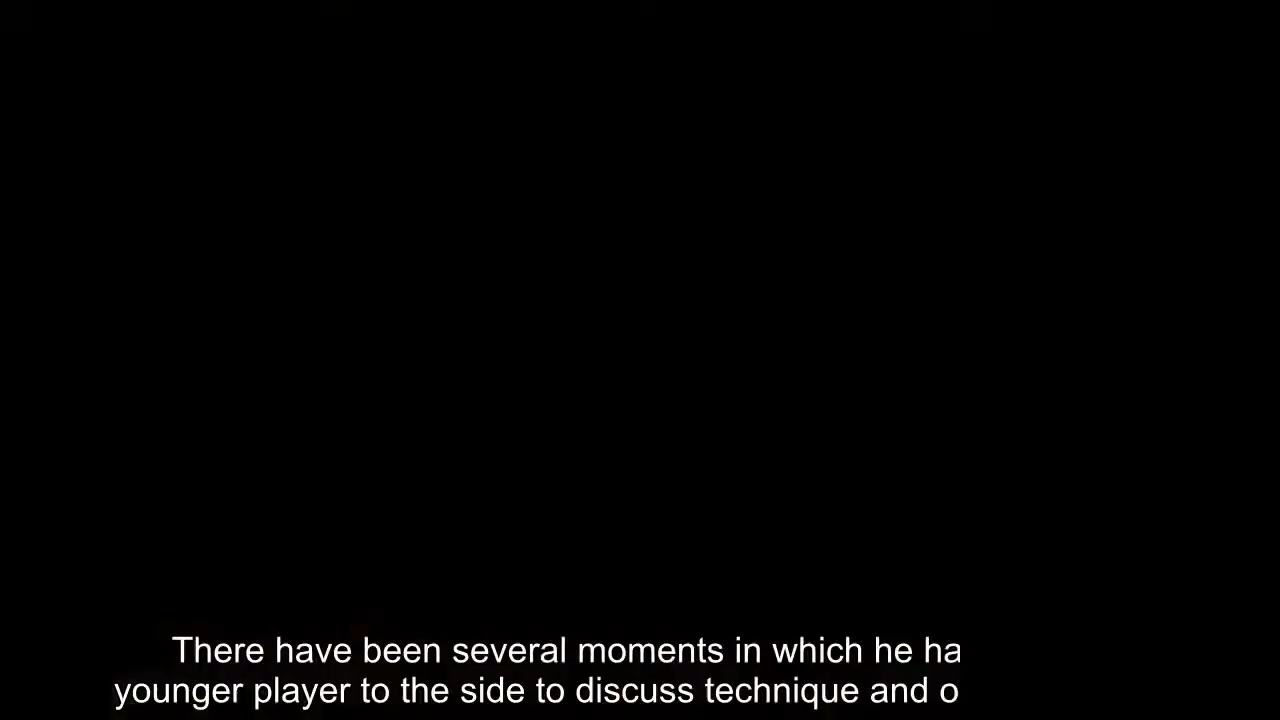 There have been several moments in which he ha
younger player to the side to discuss technique and o